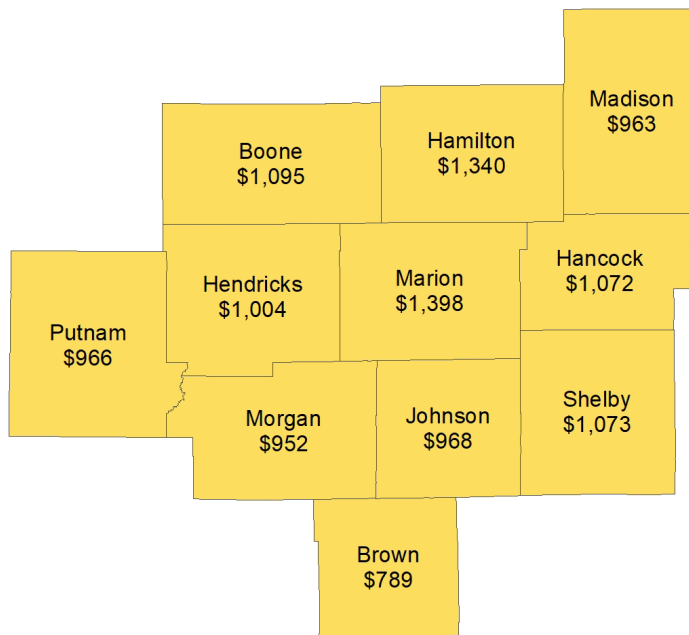 Madison
$963
Hamilton
$1,340
Boone
$1,095
Hancock
$1,072
Hendricks
$1,004
Marion
$1,398
Putnam
$966
Shelby
$1,073
Morgan
$952
Johnson
$968
Brown
$789